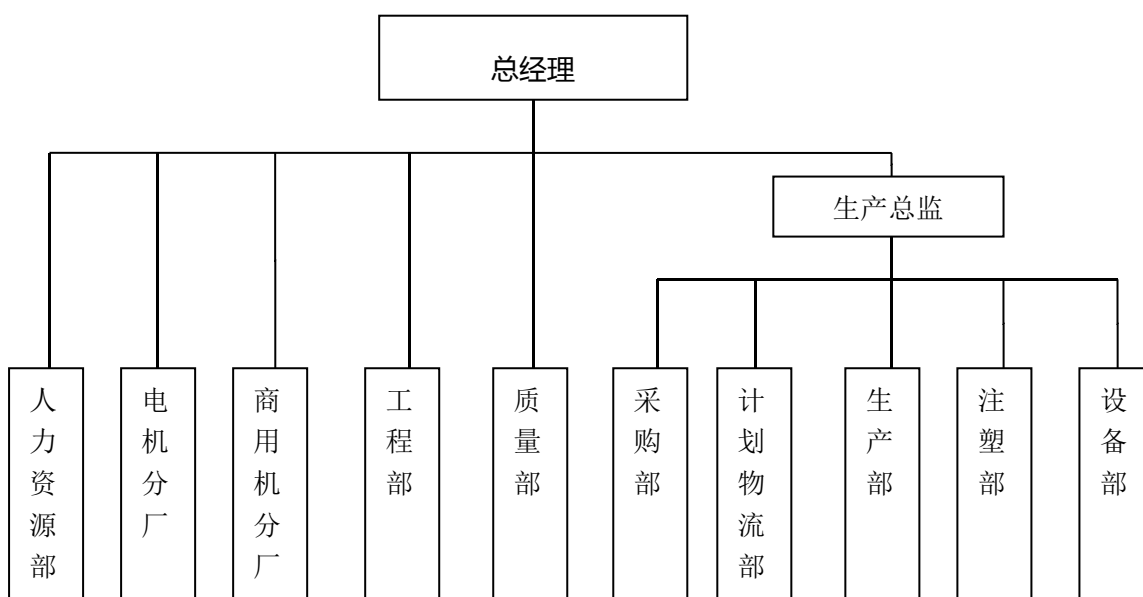 总经理
生产总监
人力资源部
电机分厂
商用机分厂
工程部
质量部
采购部
计划物流部
生产部
注塑部
设备部